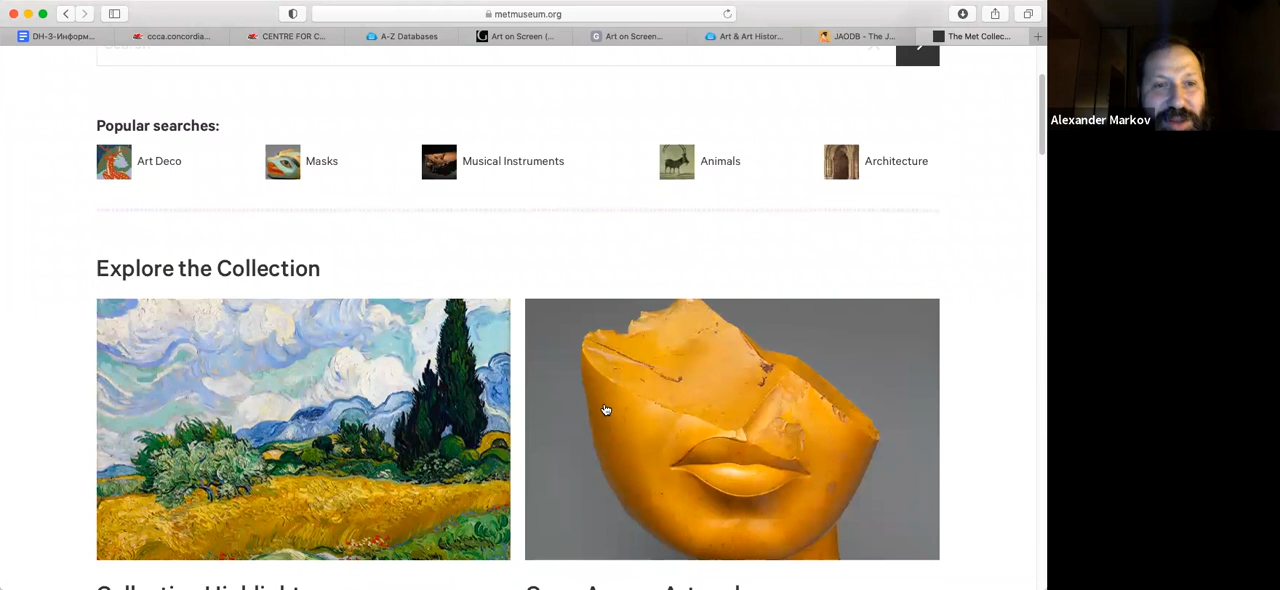 metmuseum.org
DH-3-Информ...
ccca.concordia...
CENTRE FOR C...
A-Z Databases
Art on Screen (...
Art on Screen...
Art & Art Histor...
JAODB - The J...
The Met Collec...
Alexander Markov
Popular searches:
Art Deco
Masks
Musical Instruments
Animals
Architecture
Explore the Collection